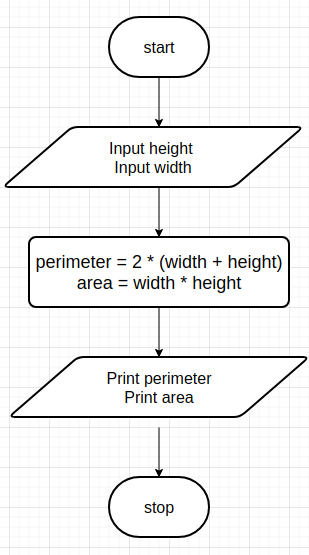 start
Input height
Input width
perimeter = 2 * (width + height)
area = width * height
Print perimeter
Print area
stop